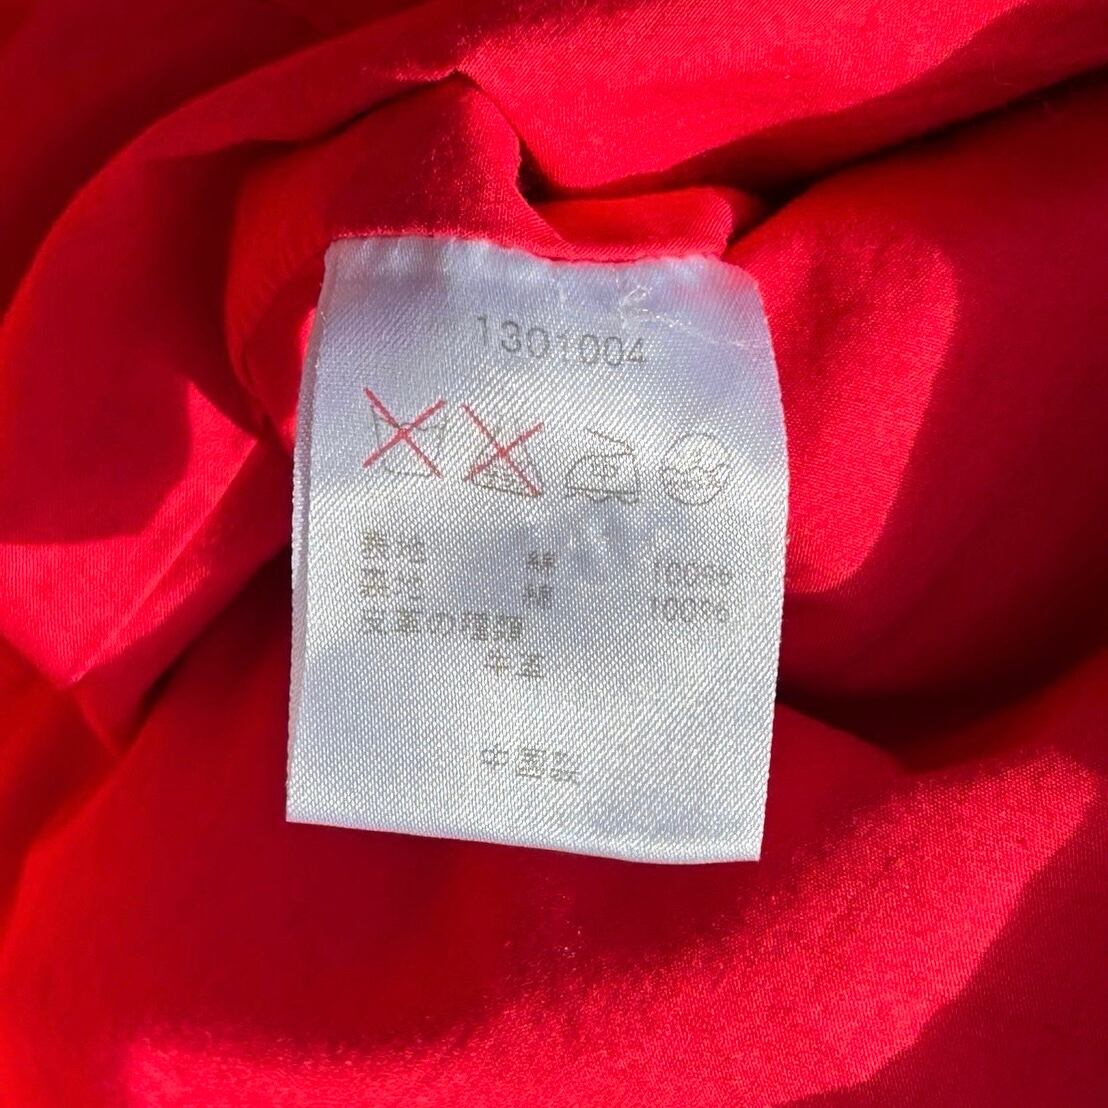 1301004
表地 100%
裏地 100%
皮革の種類
牛革
中国製